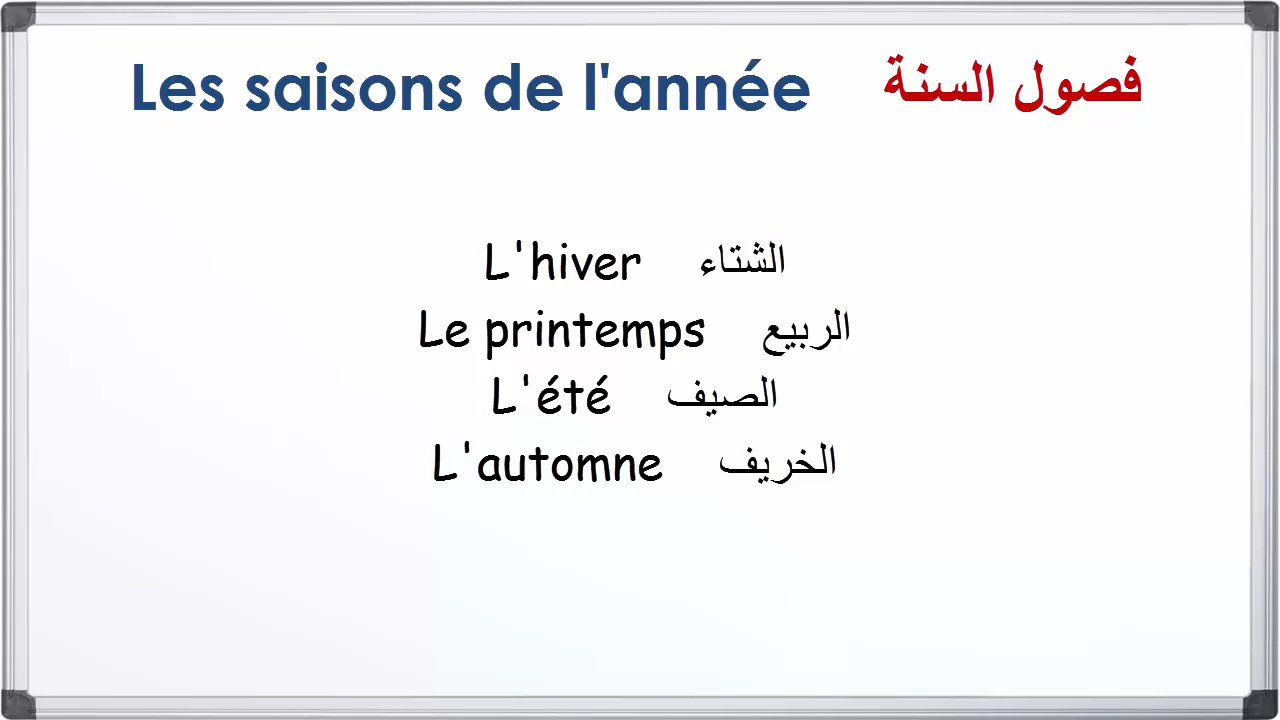 Les saisons de l'année فصول السنة
L'hiver الشتاء
Le printemps الربيع
L'été الصيف
L'automne الخريف